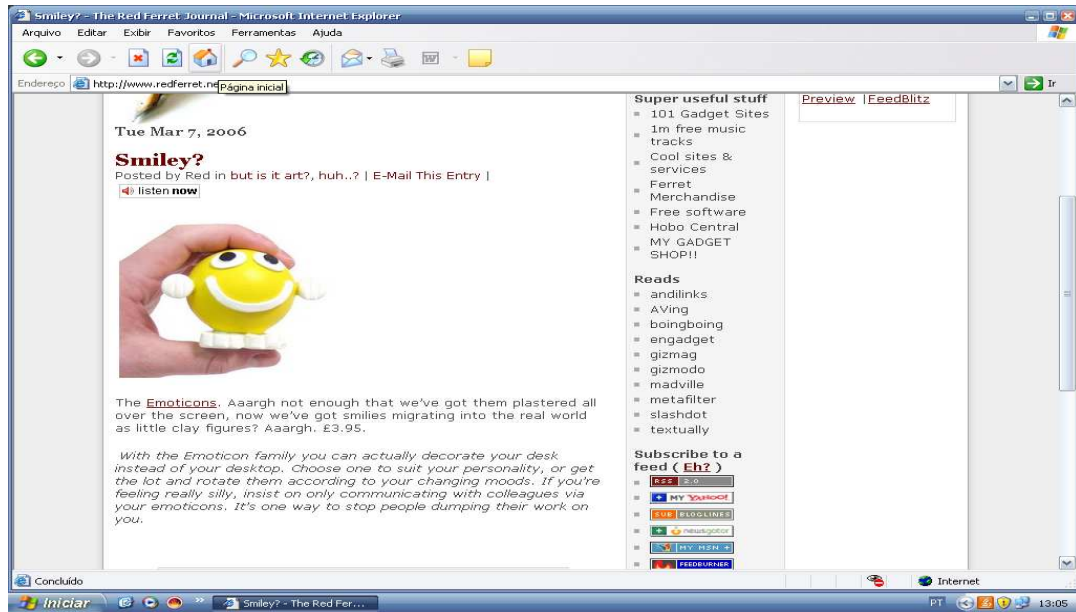 Smiley? - The Red Ferret Journal - Microsoft Internet Explorer
Arquivo Editar Exibir Favoritos Ferramentas Ajuda
Endereço http://www.redferret.ne
Ir
Página inicial
Tue Mar 7, 2006
Smiley?
Posted by Red in but is it art?, huh..? | E-Mail This Entry |
listen now
The Emoticons. Aaargh not enough that we've got them plastered all
over the screen, now we've got smilies migrating into the real world
as little clay figures? Aaargh. £3.95.
With the Emoticon family you can actually decorate your desk
instead of your desktop. Choose one to suit your personality, or get
the lot and rotate them according to your changing moods. If you're
feeling really silly, insist on only communicating with colleagues via
your emoticons. It's one way to stop people dumping their work on
you.
Super useful stuff
101 Gadget Sites
1m free music
tracks
Cool sites &
services
Ferret
Merchandise
Free software
Hobo Central
MY GADGET
SHOP!!
Reads
andilinks
AVing
boingboing
engadget
gizmag
gizmodo
madville
metafilter
slashdot
textually
Subscribe to a
feed ( Eh? )
RSS 2.0
MY YAHOO!
SUB BLOGLINES
newsgator
MY MSN +
FEEDBURNER
Preview | FeedBlitz
Concluído
Internet
Iniciar
Smiley? - The Red Fer...
PT
13:05